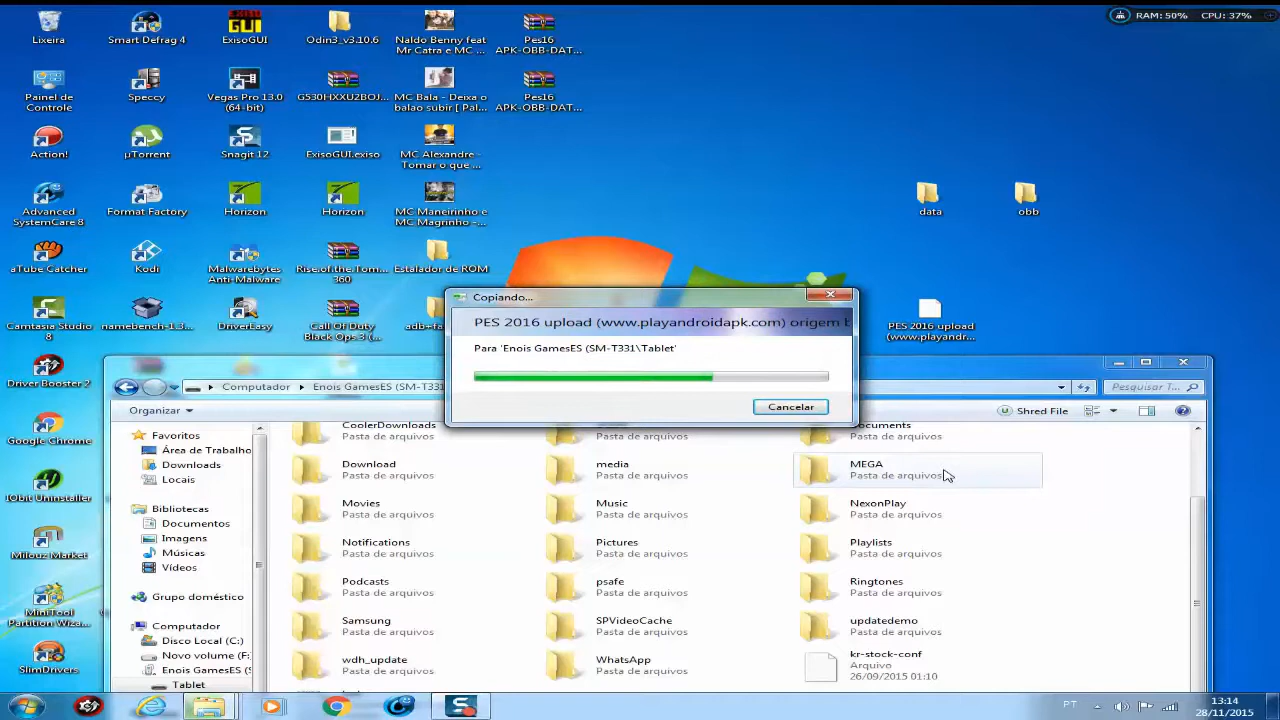 RAM: 50% CPU: 37%
Lixeira
Smart Defrag 4
ExisoGUI
Odin3_v3.10.6
Naldo Benny feat
Mr Catra e MC ...
Pes16
APK-OBB-DAT...
Painel de
Controle
Speccy
Vegas Pro 13.0
(64-bit)
G530HXXU2BOJ...
MC Bala - Deixa o
balao subir [ Pal...
Pes16
APK-OBB-DAT...
Action!
µTorrent
Snagit 12
ExisoGUI.exiso
MC Alexandre -
Tomar o que ...
Advanced
SystemCare 8
Format Factory
Horizon
Horizon
MC Maneirinho e
MC Magrinho -...
data
obb
aTube Catcher
Kodi
Malwarebytes
Anti-Malware
Rise.of.the.Tom...
360
Estalador de ROM
Camtasia Studio
8
namebench-1.3...
DriverEasy
Call Of Duty
Black Ops 3 (...
adb+fa
PES 2016 upload
(www.playandr...
Driver Booster 2
Google Chrome
IObit Uninstaller
Milouz Market
MiniTool
Partition Wiza...
SlimDrivers
Copiando...
PES 2016 upload (www.playandroidapk.com) origem b
Para 'Enois GamesES (SM-T331\Tablet'
Cancelar
Computador
Enois GamesES (SM-T331
Pesquisar T...
Organizar
Shred File
Favoritos
Área de Trabalho
Downloads
Locais
Bibliotecas
Documentos
Imagens
Músicas
Vídeos
Grupo doméstico
Computador
Disco Local (C:)
Novo volume (F:
Enois GamesES (S
Tablet
CoolerDownloads
Pasta de arquivos
Pasta de arquivos
Documents
Pasta de arquivos
Download
Pasta de arquivos
media
Pasta de arquivos
MEGA
Pasta de arquivos
Movies
Pasta de arquivos
Music
Pasta de arquivos
NexonPlay
Pasta de arquivos
Notifications
Pasta de arquivos
Pictures
Pasta de arquivos
Playlists
Pasta de arquivos
Podcasts
Pasta de arquivos
psafe
Pasta de arquivos
Ringtones
Pasta de arquivos
Samsung
Pasta de arquivos
SPVideoCache
Pasta de arquivos
updatedemo
Pasta de arquivos
wdh_update
Pasta de arquivos
WhatsApp
Pasta de arquivos
kr-stock-conf
Arquivo
26/09/2015 01:10
PT
13:14
28/11/2015